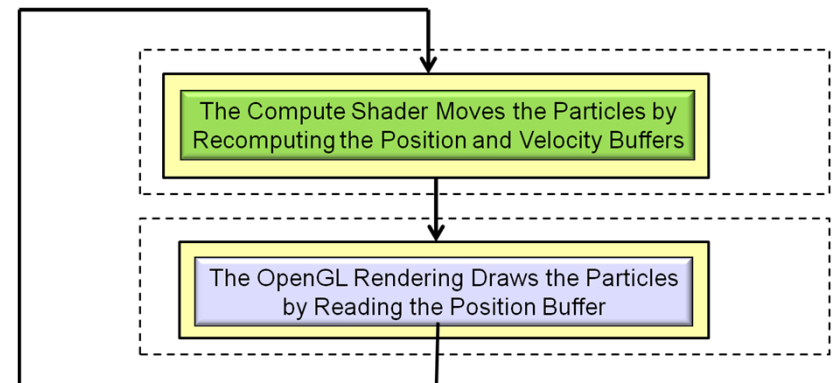 The Compute Shader Moves the Particles by
Recomputing the Position and Velocity Buffers
The OpenGL Rendering Draws the Particles
by Reading the Position Buffer